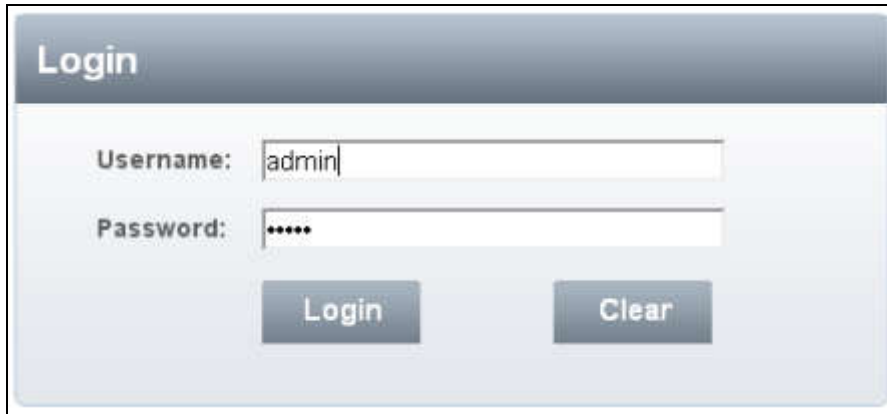 Login
Username: admin
Password: •••••
Login Clear